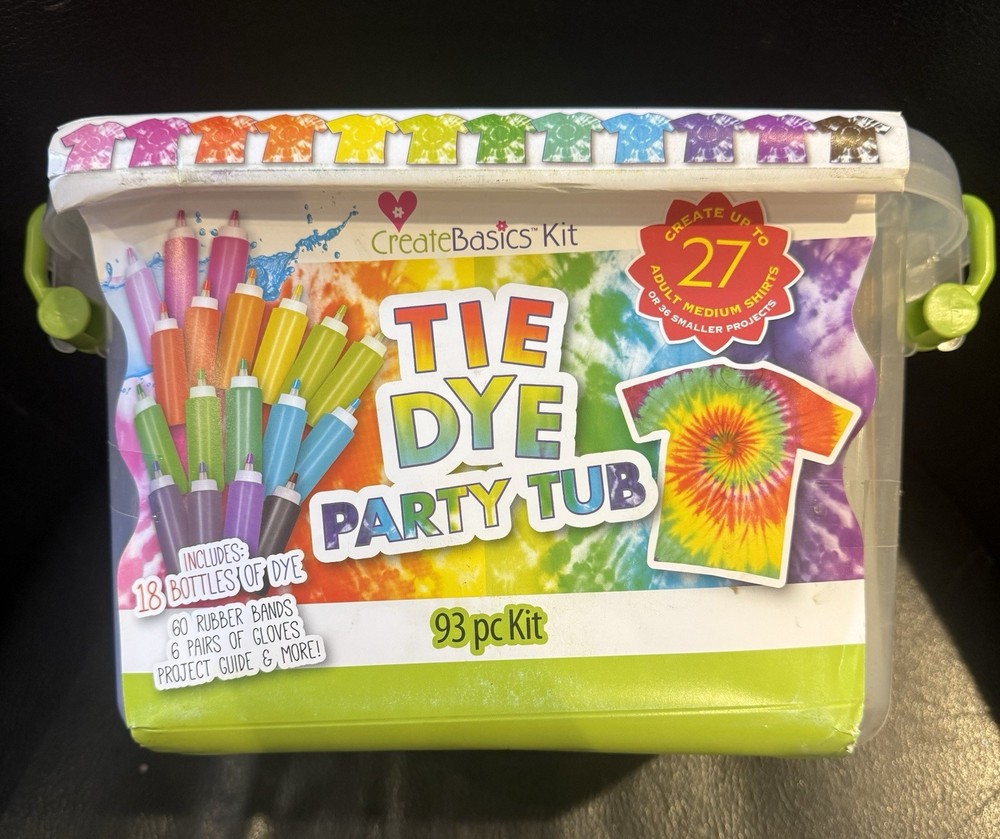 CreateBasics™ Kit
CREATE UP TO
27
ADULT MEDIUM SHIRTS
OR 36 SMALLER PROJECTS
TIE
DYE
PARTY TUB
INCLUDES:
18 BOTTLES OF DYE
60 RUBBER BANDS
6 PAIRS OF GLOVES
PROJECT GUIDE & MORE!
93 pc Kit